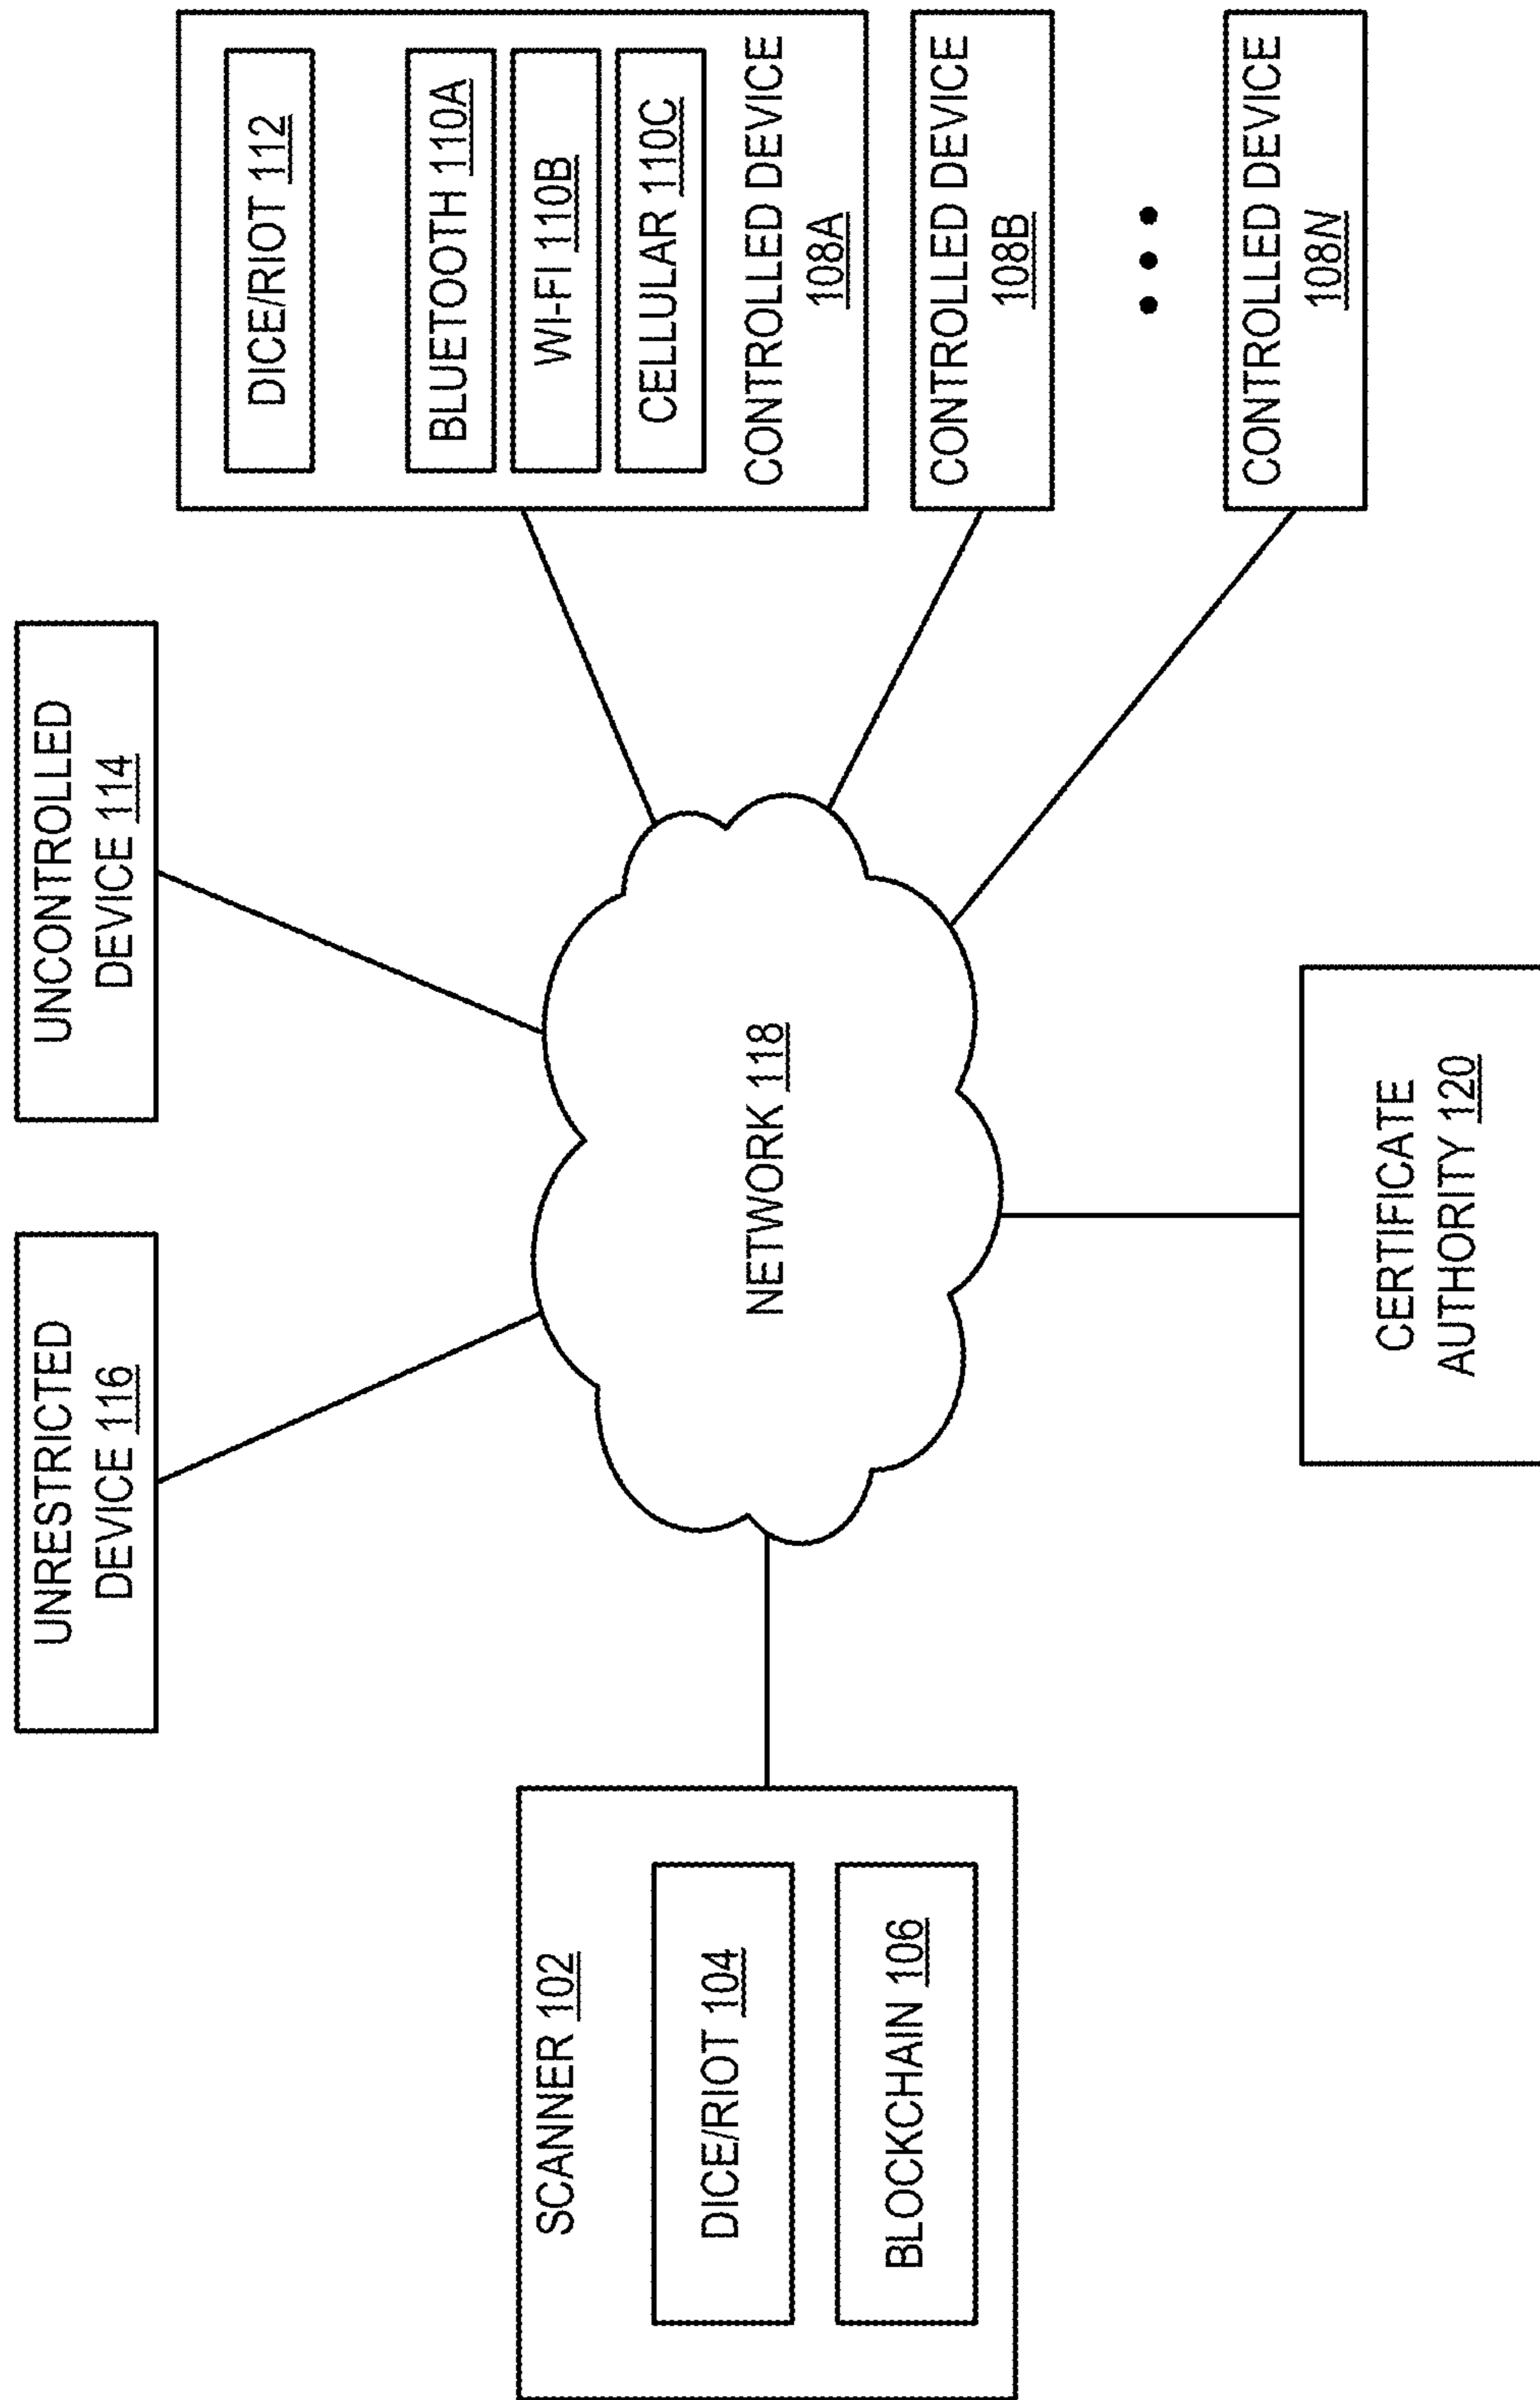 UNRESTRICTED
DEVICE 116
UNCONTROLLED
DEVICE 114
SCANNER 102
DICE/RIOT 104
BLOCKCHAIN 106
NETWORK 118
DICE/RIOT 112
BLUETOOTH 110A
WI-FI 110B
CELLULAR 110C
CONTROLLED DEVICE
108A
CONTROLLED DEVICE
108B
CONTROLLED DEVICE
108N
CERTIFICATE
AUTHORITY 120